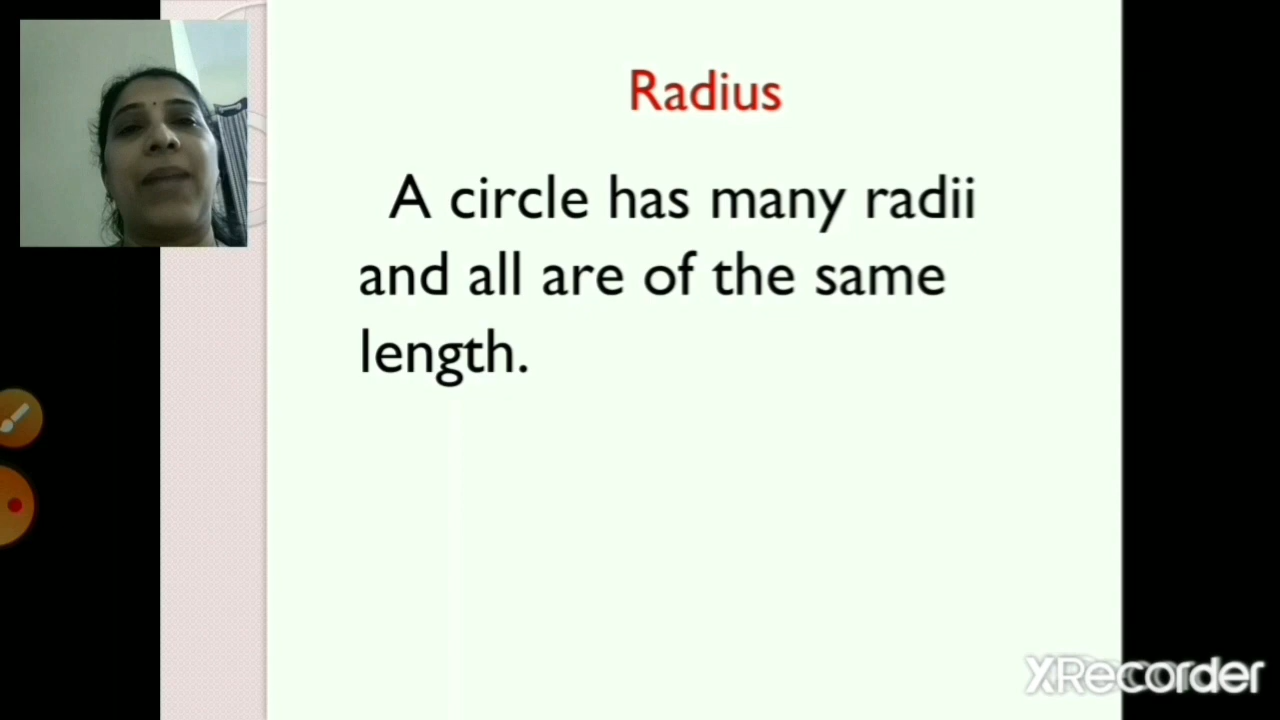 Radius
A circle has many radii
and all are of the same
length.
XRecorder